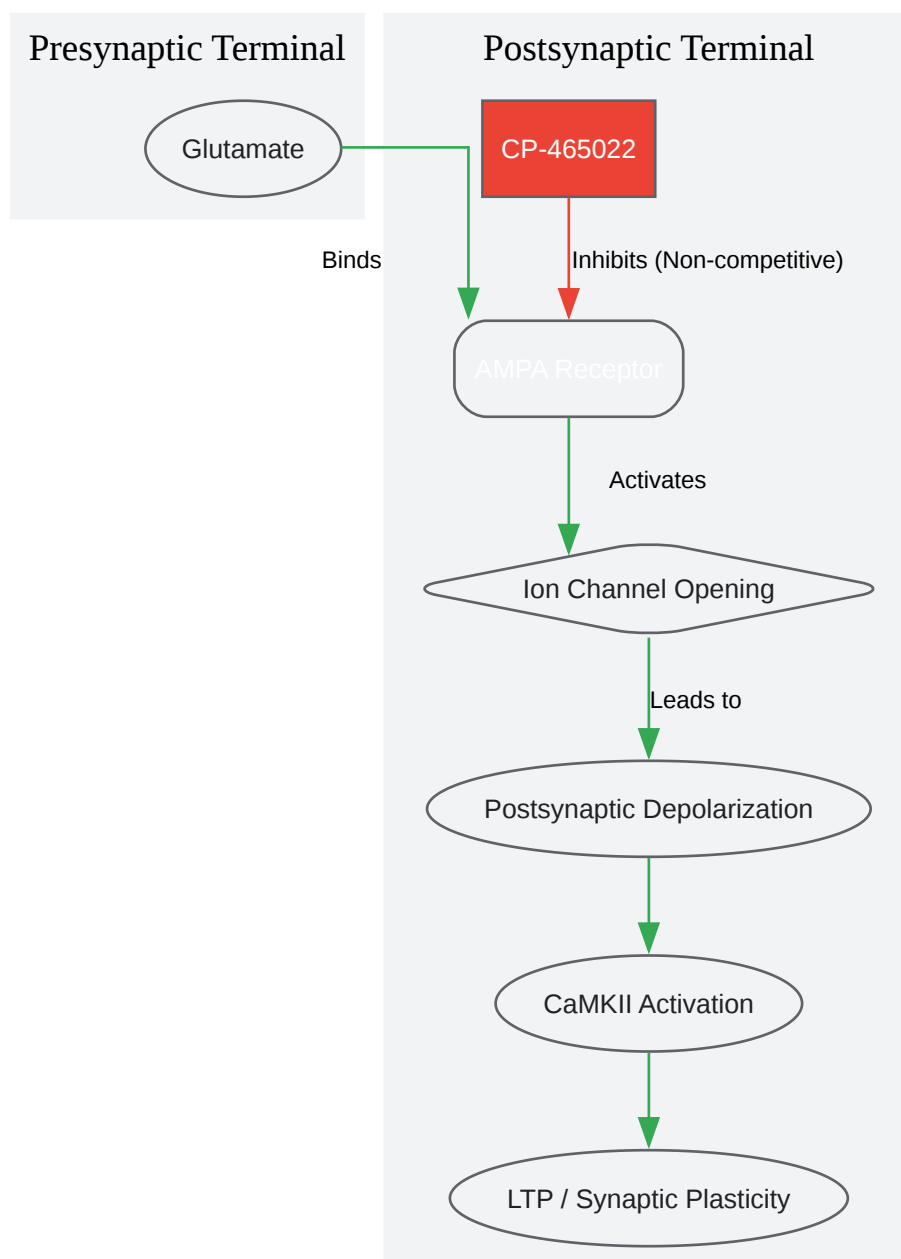 Presynaptic Terminal
Postsynaptic Terminal
Glutamate
CP-465022
Binds
Inhibits (Non-competitive)
AMPA Receptor
Activates
Ion Channel Opening
Leads to
Postsynaptic Depolarization
CaMKII Activation
LTP / Synaptic Plasticity